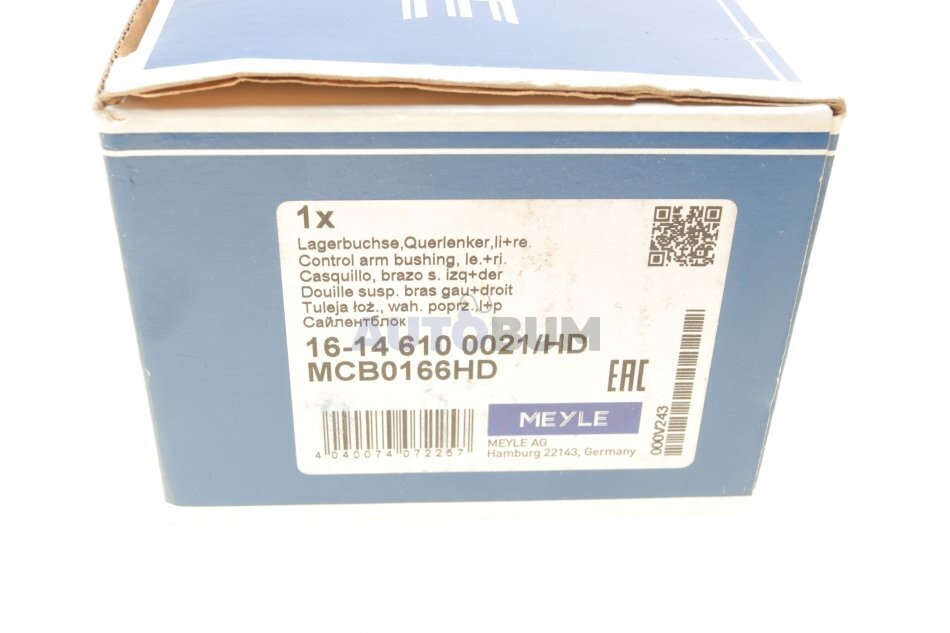 1x
Lagerbuchse,Querlenker,li+re.
Control arm bushing, le.+ri.
Casquillo, brazo s. izq+der
Douille susp. bras gau+droit
Tuleja łoż., wah. poprz. l+p
Сайлентблок
AUTOBUM
16-14 610 0021/HD
MCB0166HD
EAC
MEYLE
MEYLE AG
Hamburg 22143, Germany
4 040074 072257
000V243